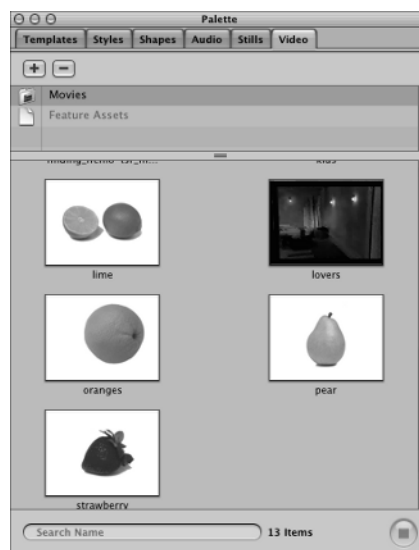 Palette
Templates Styles Shapes Audio Stills Video
Movies
Feature Assets
kids
lime lovers
oranges pear
strawberry
Search Name 13 Items